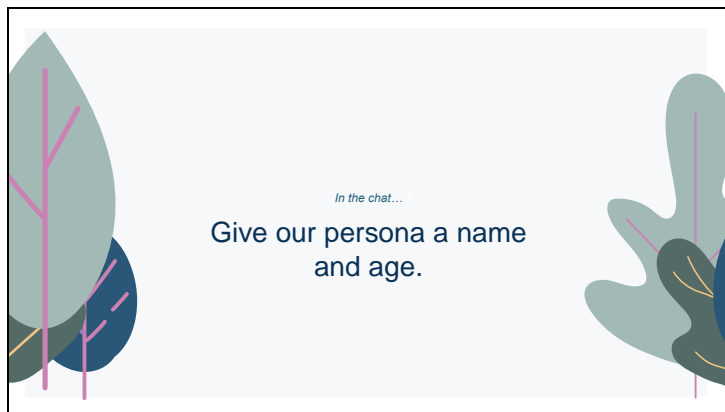 In the chat…
Give our persona a name
and age.